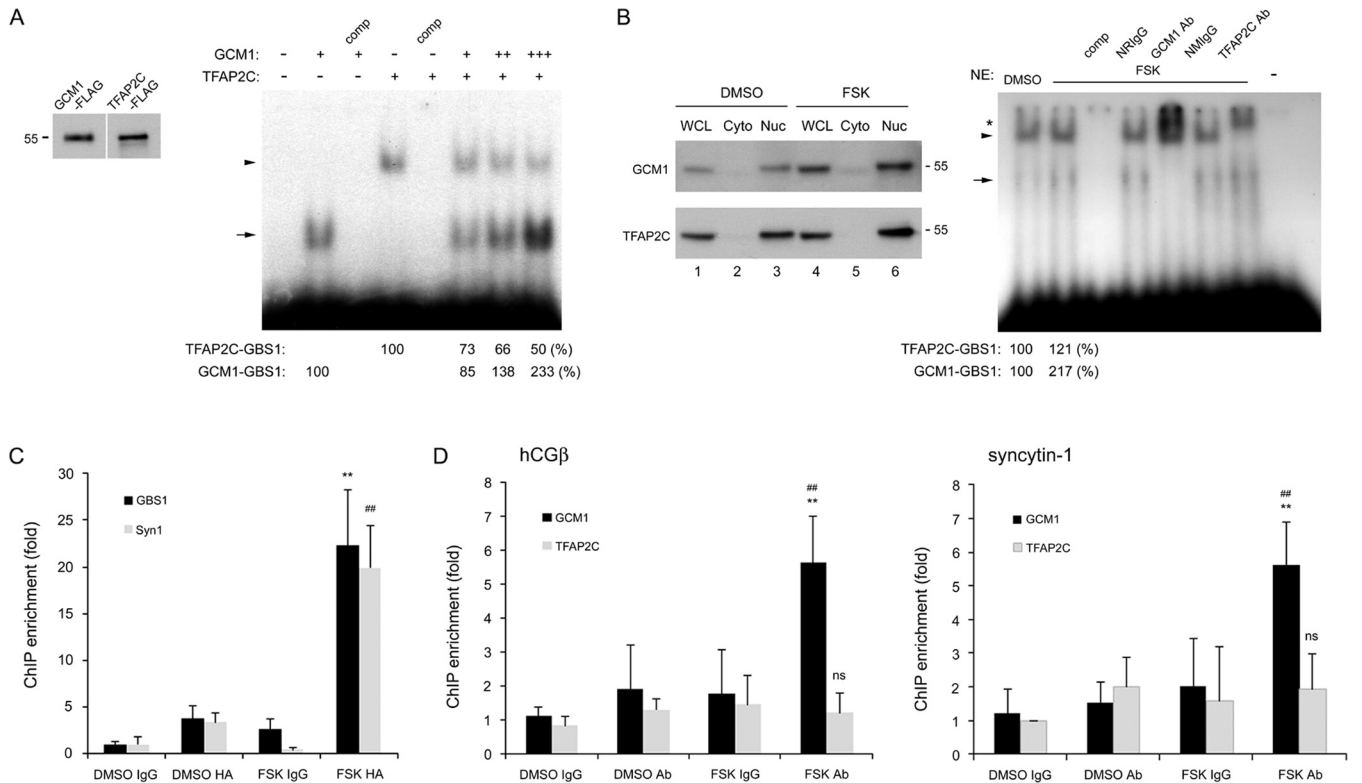 A
GCM1 -FLAG
TFAP2C -FLAG
55
comp comp
GCM1: - + + - - + ++ +++
TFAP2C: - - - + + + + +
TFAP2C-GBS1: 100 73 66 50 (%)
GCM1-GBS1: 100 85 138 233 (%)
B
DMSO FSK
WCL Cyto Nuc WCL Cyto Nuc
GCM1 - 55
TFAP2C - 55
1 2 3 4 5 6
comp NRIgG GCM1 Ab NMIgG TFAP2C Ab
NE: DMSO FSK -
*
TFAP2C-GBS1: 100 121 (%)
GCM1-GBS1: 100 217 (%)
C
ChIP enrichment (fold)
30
25
20
15
10
5
0
GBS1
Syn1
**
##
DMSO IgG DMSO HA FSK IgG FSK HA
D
hCGβ
ChIP enrichment (fold)
8
7
6
5
4
3
2
1
0
GCM1
TFAP2C
##
**
ns
DMSO IgG DMSO Ab FSK IgG FSK Ab
syncytin-1
ChIP enrichment (fold)
8
7
6
5
4
3
2
1
0
GCM1
TFAP2C
##
**
ns
DMSO IgG DMSO Ab FSK IgG FSK Ab